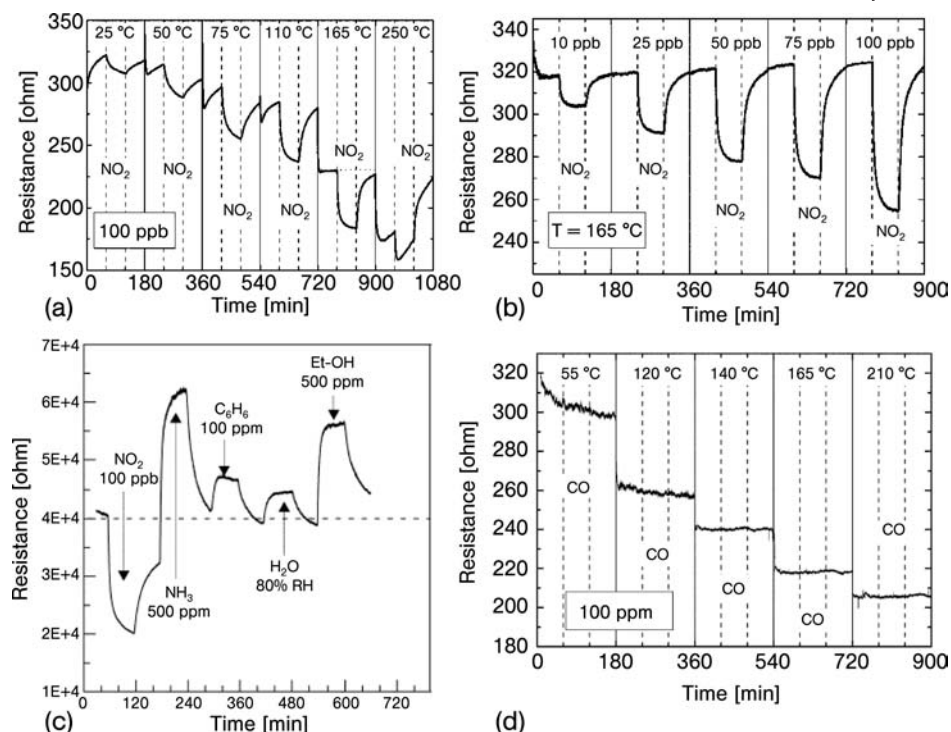 25 °C 50 °C 75 °C 110 °C 165 °C 250 °C
350
300
250
200
150
Resistance [ohm]
NO₂ NO₂ NO₂ NO₂ NO₂ NO₂
100 ppb
0 180 360 540 720 900 1080
Time [min]
(a)
10 ppb 25 ppb 50 ppb 75 ppb 100 ppb
340
320
300
280
260
240
Resistance [ohm]
NO₂ NO₂ NO₂ NO₂ NO₂
T = 165 °C
0 180 360 540 720 900
Time [min]
(b)
7E+4
6E+4
5E+4
4E+4
3E+4
2E+4
1E+4
Resistance [ohm]
NO₂
100 ppb
NH₃
500 ppm
C₆H₆
100 ppm
H₂O
80% RH
Et-OH
500 ppm
0 120 240 360 480 600 720
Time [min]
(c)
55 °C 120 °C 140 °C 165 °C 210 °C
320
300
280
260
240
220
200
180
Resistance [ohm]
CO CO CO CO CO
100 ppm
0 180 360 540 720 900
Time [min]
(d)